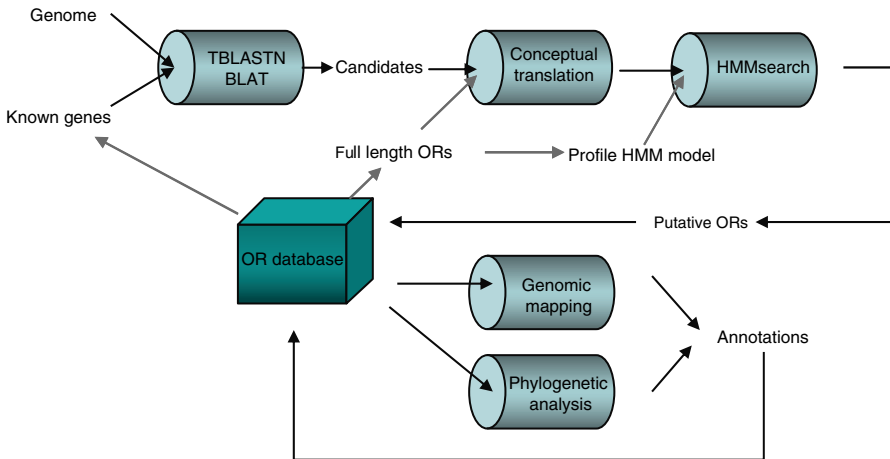 Genome
TBLASTN
BLAT
Candidates
Conceptual
translation
HMMsearch
Known genes
Full length ORs
Profile HMM model
Putative ORs
OR database
Genomic
mapping
Annotations
Phylogenetic
analysis